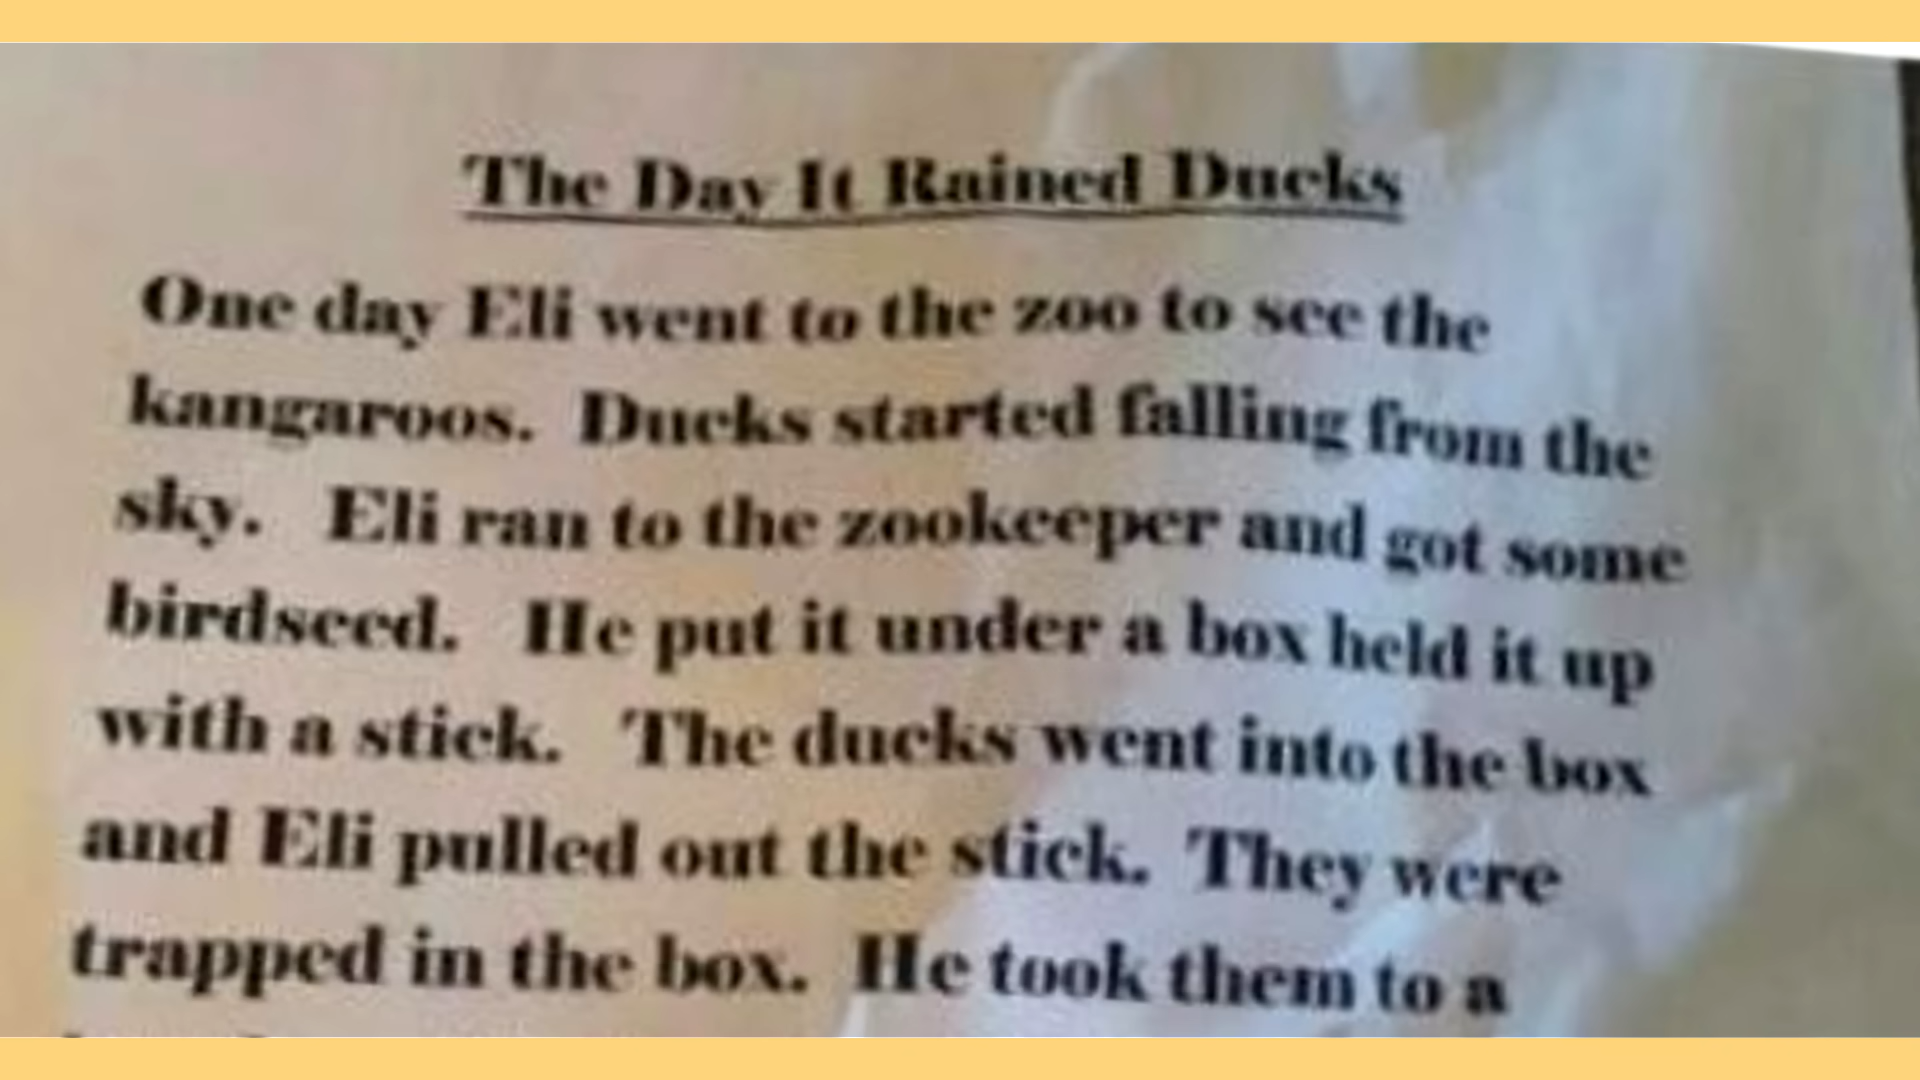 The Day It Rained Ducks
One day Eli went to the zoo to see the
kangaroos. Ducks started falling from the
sky. Eli ran to the zookeeper and got some
birdseed. He put it under a box held it up
with a stick. The ducks went into the box
and Eli pulled out the stick. They were
trapped in the box. He took them to a